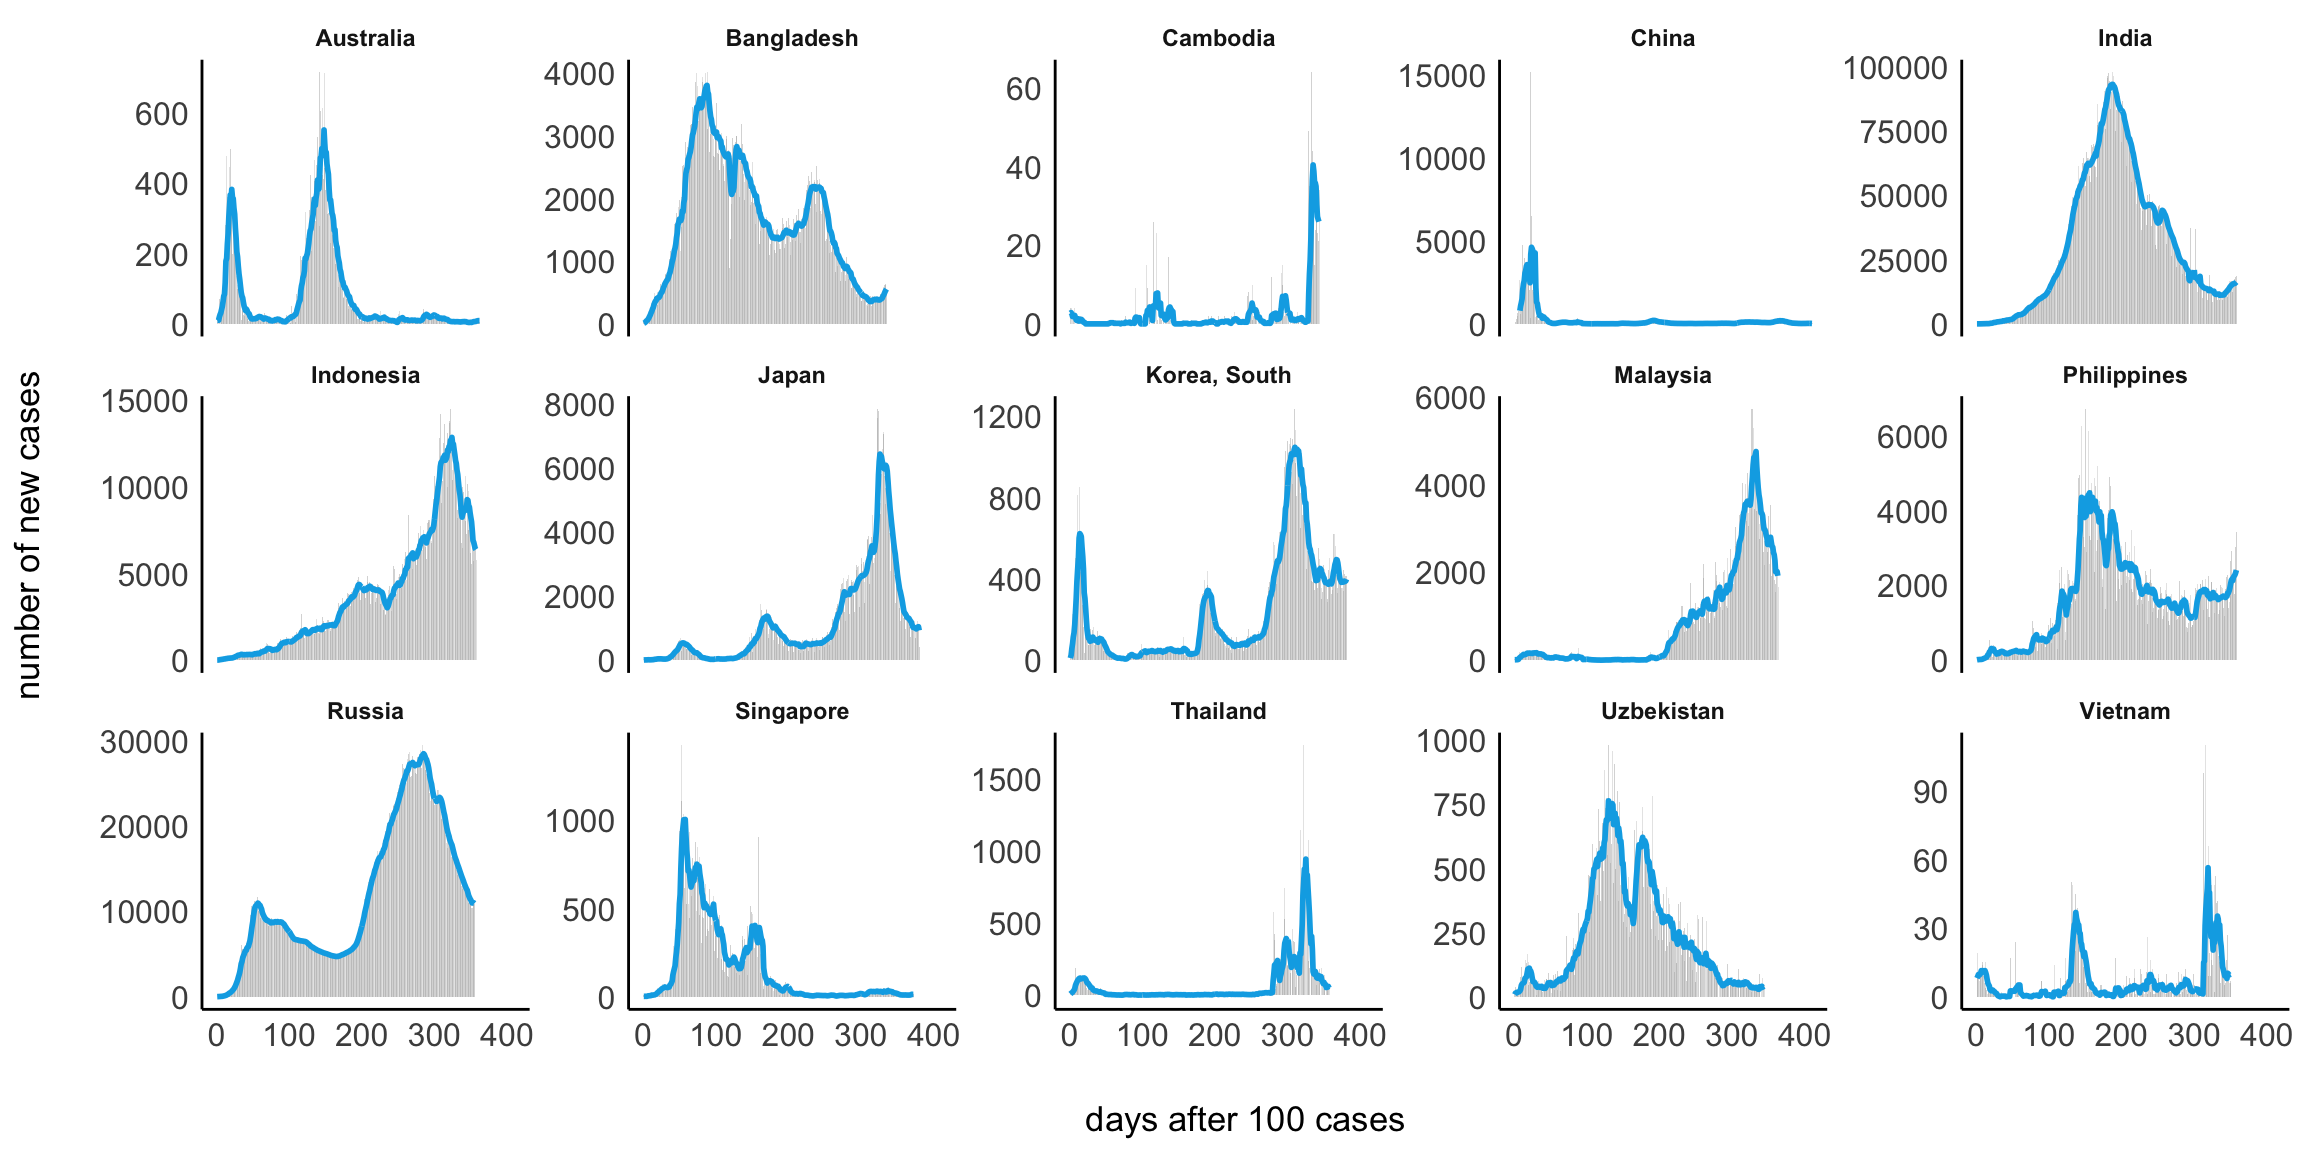 Australia
Bangladesh
Cambodia
China
India
600
400
200
0
4000
3000
2000
1000
0
60
40
20
0
15000
10000
5000
0
100000
75000
50000
25000
0
Indonesia
Japan
Korea, South
Malaysia
Philippines
15000
10000
5000
0
8000
6000
4000
2000
0
1200
800
400
0
6000
4000
2000
0
6000
4000
2000
0
Russia
Singapore
Thailand
Uzbekistan
Vietnam
30000
20000
10000
0
1000
500
0
1500
1000
500
0
1000
750
500
250
0
90
60
30
0
0 100 200 300 400
0 100 200 300 400
0 100 200 300 400
0 100 200 300 400
0 100 200 300 400
number of new cases
days after 100 cases